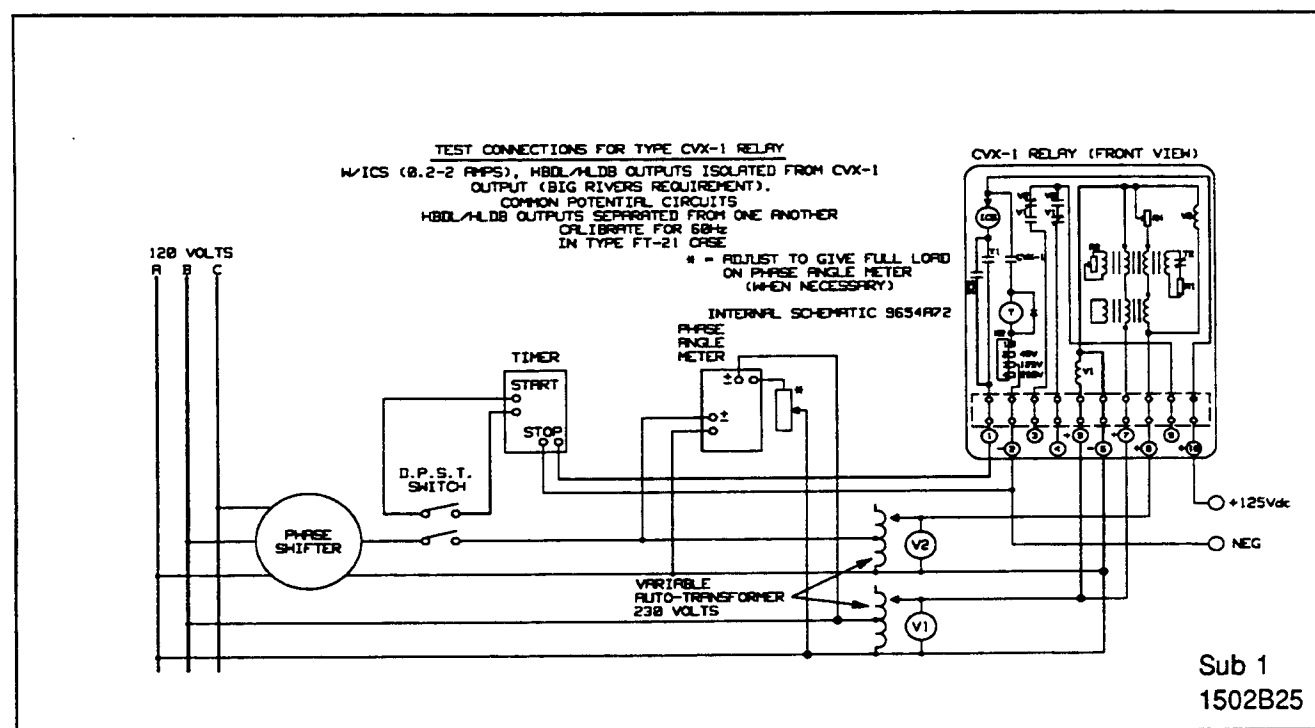 TEST CONNECTIONS FOR TYPE CVX-1 RELAY
W/ICS (0.2-2 AMPS), HBDL/HLDB OUTPUTS ISOLATED FROM CVX-1
OUTPUT (BIG RIVERS REQUIREMENT).
COMMON POTENTIAL CIRCUITS
HBDL/HLDB OUTPUTS SEPARATED FROM ONE ANOTHER
CALIBRATE FOR 60Hz
IN TYPE FT-21 CASE
* = ADJUST TO GIVE FULL LOAD
ON PHASE ANGLE METER
(WHEN NECESSARY)
INTERNAL SCHEMATIC 9654A72
CVX-1 RELAY (FRONT VIEW)
ICS
CVX-1
T
125V
V1
1 2 3 4 5 6 7 8 9 10
120 VOLTS
A B C
TIMER
START
STOP
PHASE
ANGLE
METER
±
±
*
D.P.S.T.
SWITCH
PHASE
SHIFTER
V2
V1
VARIABLE
AUTO-TRANSFORMER
230 VOLTS
+125Vdc
NEG
Sub 1
1502B25